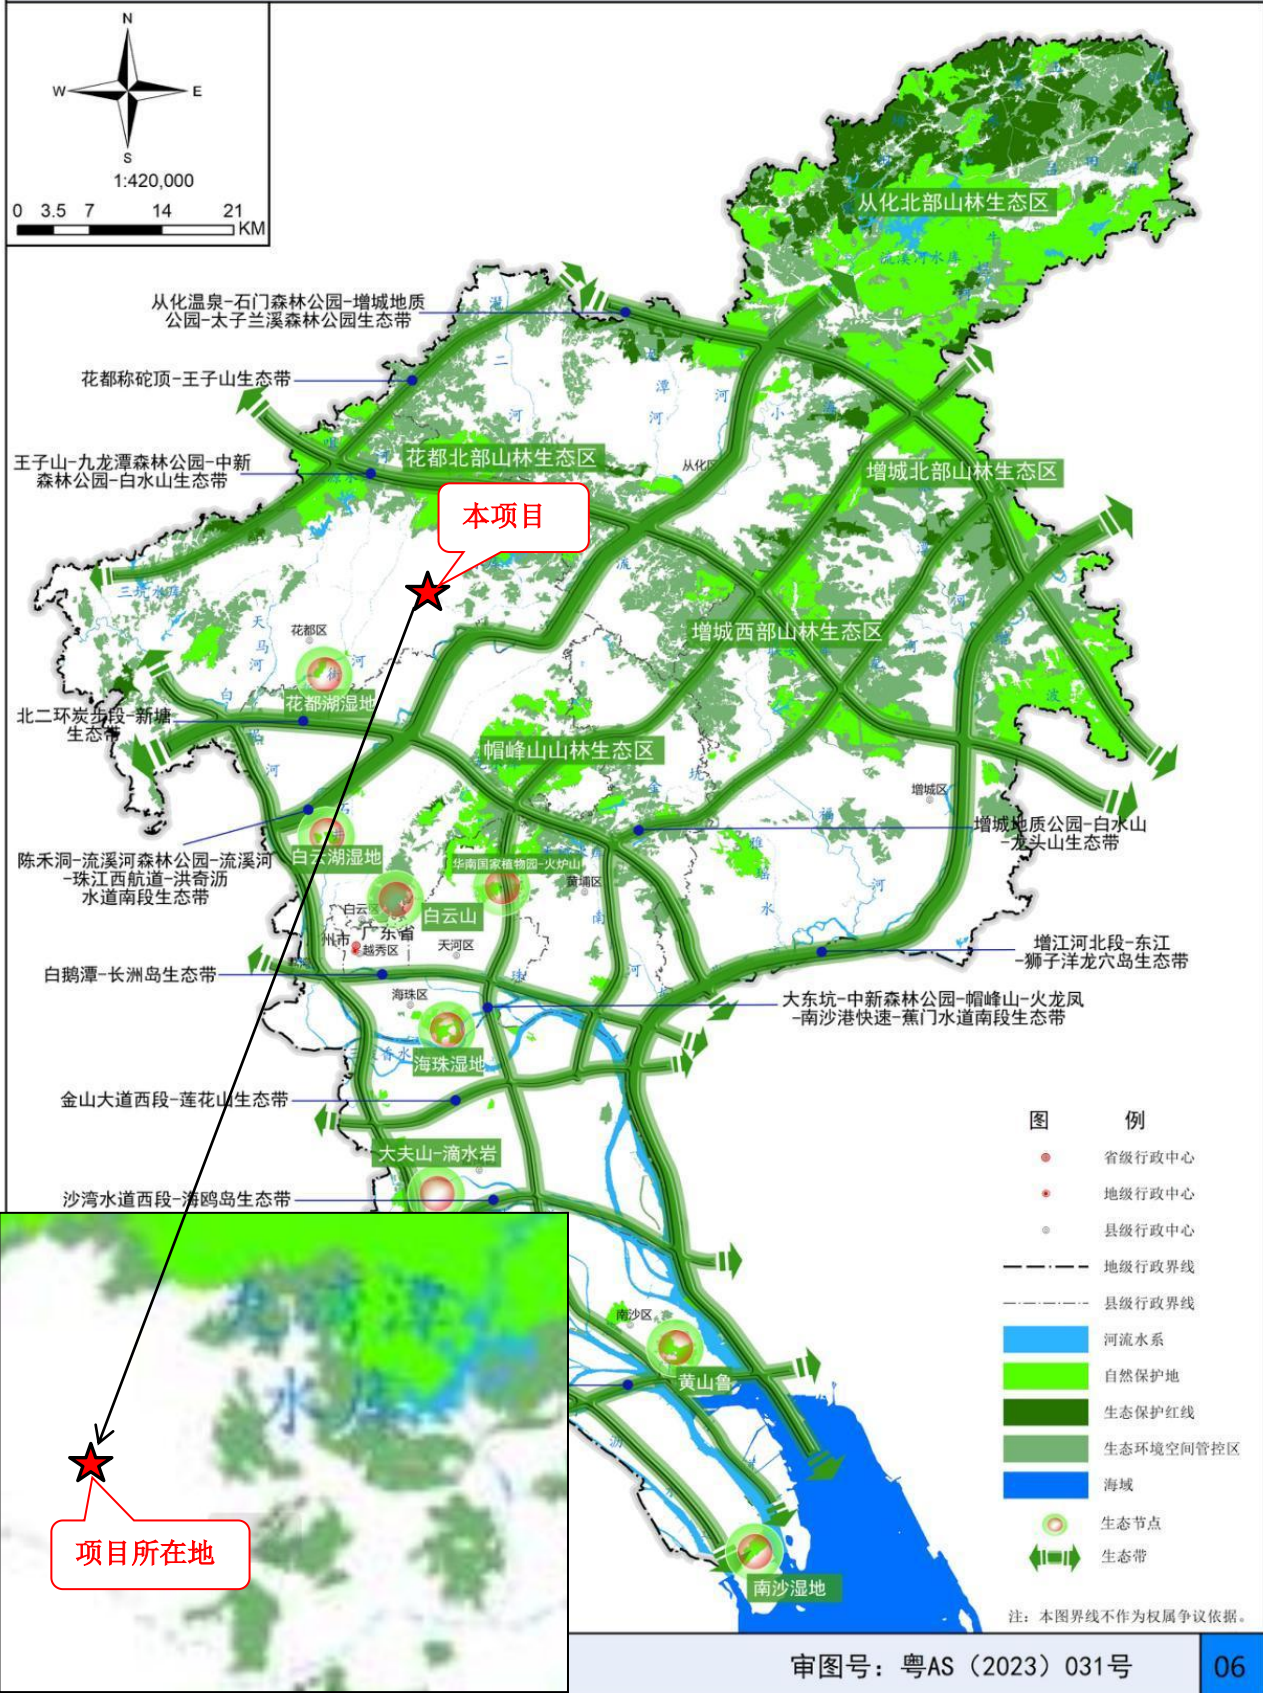 N
W
E
S
1:420,000
0 3.5 7 14 21
KM
从化北部山林生态区
流溪河水库
从化温泉-石门森林公园-增城地质
公园-太子兰溪森林公园生态带
花都称砣顶-王子山生态带
王子山-九龙潭森林公园-中新
森林公园-白水山生态带
花都北部山林生态区
从化区
增城北部山林生态区
本项目
三坑水库
天
马
河
花都区
增城西部山林生态区
花都湖湿地
北二环炭步段-新塘
生态带
白
河
帽峰山山林生态区
增城区
增城地质公园-白水山
-龙头山生态带
陈禾洞-流溪河森林公园-流溪河
-珠江西航道-洪奇沥
水道南段生态带
白云湖湿地
华南国家植物园-火炉山
黄埔区
白云区
白云山
广东省
州市
越秀区
天河区
白鹅潭-长洲岛生态带
增江河北段-东江
-狮子洋龙穴岛生态带
海珠区
大东坑-中新森林公园-帽峰山-火龙凤
-南沙港快速-蕉门水道南段生态带
海珠湿地
金山大道西段-莲花山生态带
大夫山-滴水岩
沙湾水道西段-海鸥岛生态带
南沙区
黄山鲁
南沙湿地
项目所在地
图 例
省级行政中心
地级行政中心
县级行政中心
地级行政界线
县级行政界线
河流水系
自然保护地
生态保护红线
生态环境空间管控区
海域
生态节点
生态带
注：本图界线不作为权属争议依据。
审图号：粤AS（2023）031号
06